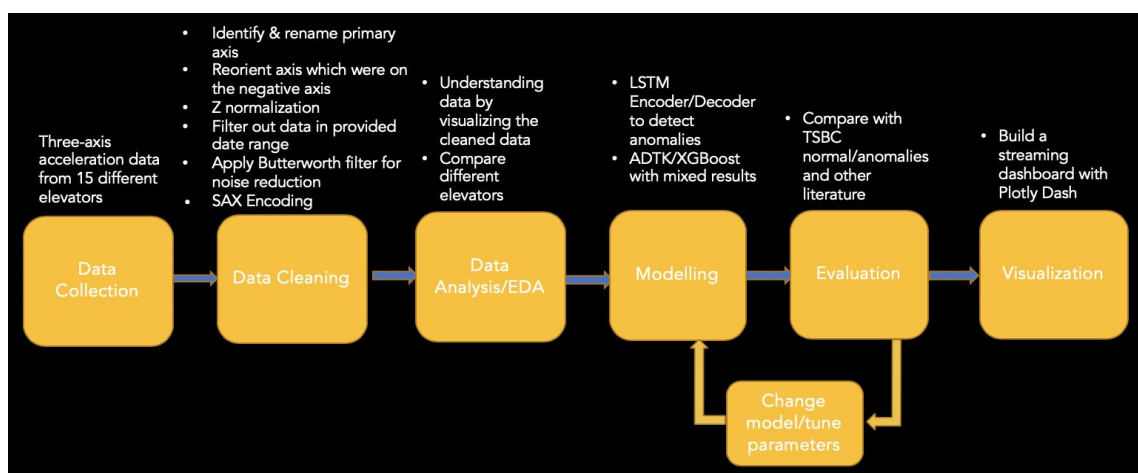 Three-axis
acceleration data
from 15 different
elevators
• Identify & rename primary
axis
• Reorient axis which were on
the negative axis
• Z normalization
• Filter out data in provided
date range
• Apply Butterworth filter for
noise reduction
• SAX Encoding
• Understanding
data by
visualizing the
cleaned data
• Compare
different
elevators
• LSTM
Encoder/Decoder
to detect
anomalies
• ADTK/XGBoost
with mixed results
• Compare with
TSBC
normal/anomalies
and other
literature
• Build a
streaming
dashboard with
Plotly Dash
Data
Collection
Data Cleaning
Data
Analysis/EDA
Modelling
Evaluation
Visualization
Change
model/tune
parameters